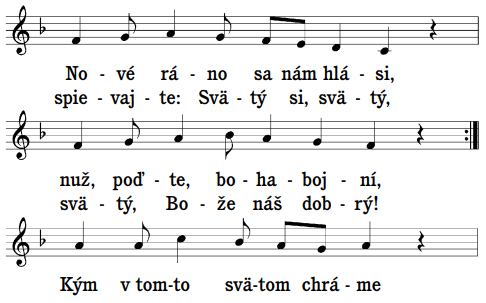 No - vé rá - no sa nám hlá - si,
spie - vaj - te: Svä - tý si, svä - tý,
nuž, poď - te, bo - ha - boj - ní,
svä - tý, Bo - že náš dob - rý!
Kým v tom-to svä-tom chrá - me